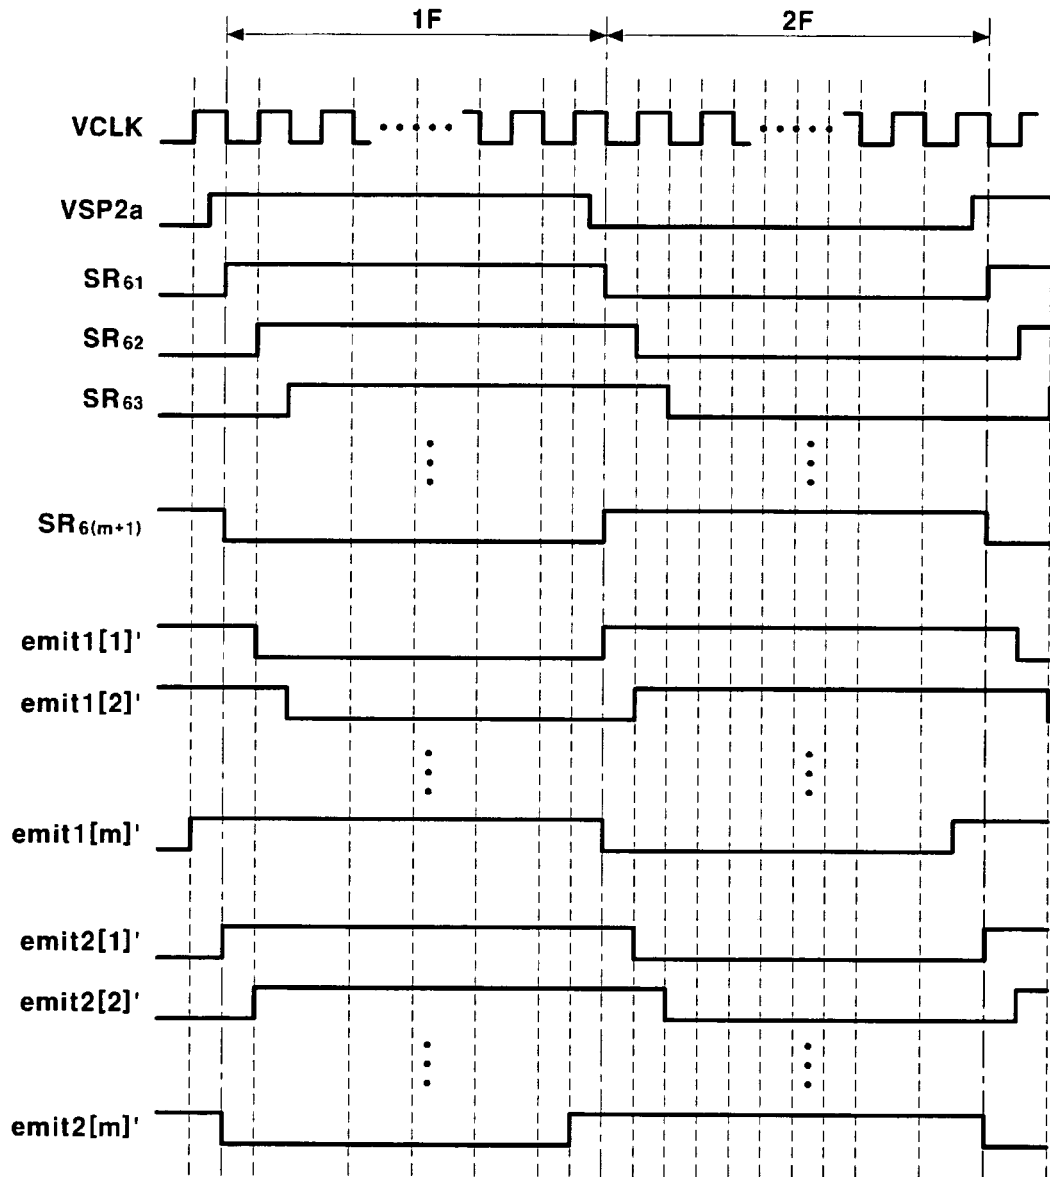 1F
2F
VCLK
VSP2a
SR61
SR62
SR63
SR6(m+1)
emit1[1]'
emit1[2]'
emit1[m]'
emit2[1]'
emit2[2]'
emit2[m]'